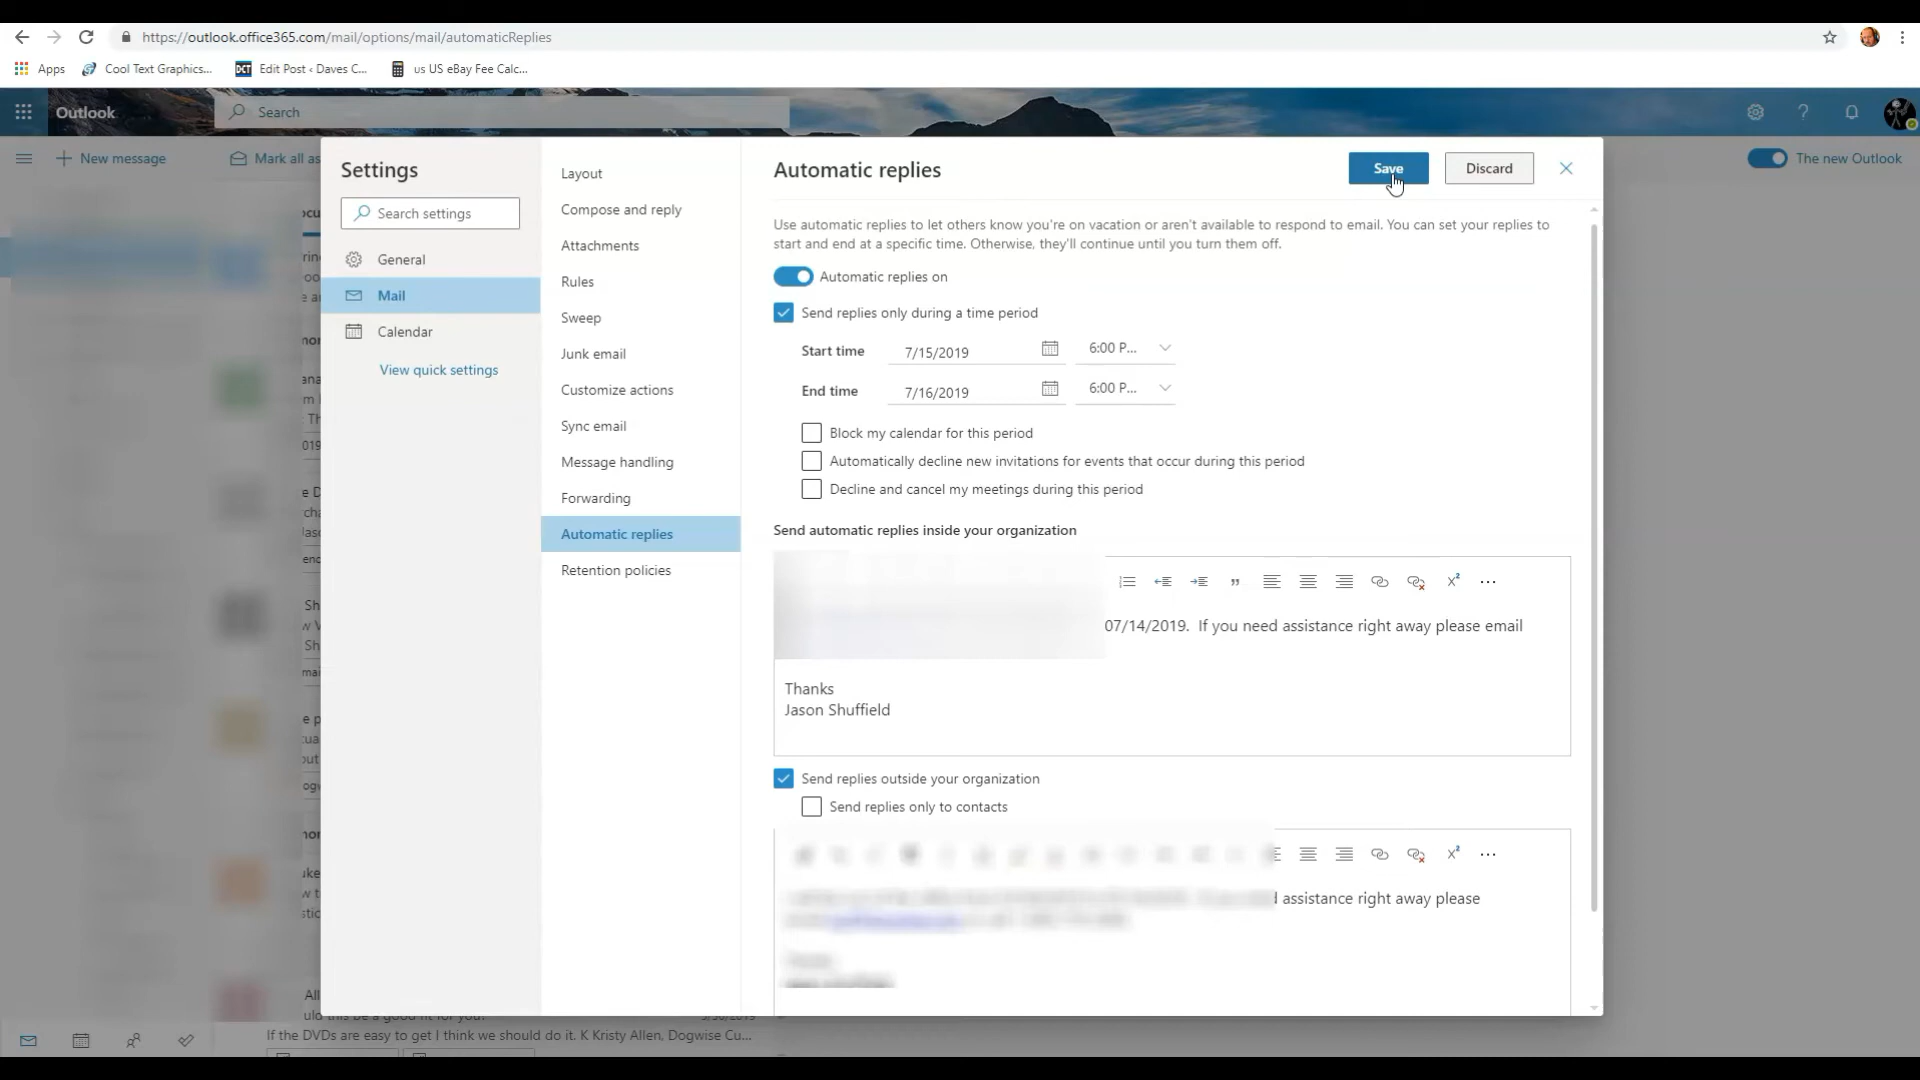 https://outlook.office365.com/mail/options/mail/automaticReplies
Apps Cool Text Graphics... DCT Edit Post ‹ Daves C... us US eBay Fee Calc...
Outlook Search
New message Mark all as The new Outlook
Settings
Search settings
General
Mail
Calendar
View quick settings
Layout
Compose and reply
Attachments
Rules
Sweep
Junk email
Customize actions
Sync email
Message handling
Forwarding
Automatic replies
Retention policies
Automatic replies Save Discard
Use automatic replies to let others know you're on vacation or aren't available to respond to email. You can set your replies to
start and end at a specific time. Otherwise, they'll continue until you turn them off.
Automatic replies on
Send replies only during a time period
Start time 7/15/2019 6:00 P...
End time 7/16/2019 6:00 P...
Block my calendar for this period
Automatically decline new invitations for events that occur during this period
Decline and cancel my meetings during this period
Send automatic replies inside your organization
07/14/2019. If you need assistance right away please email
Thanks
Jason Shuffield
Send replies outside your organization
Send replies only to contacts
assistance right away please
If the DVDs are easy to get I think we should do it. K Kristy Allen, Dogwise Cu...